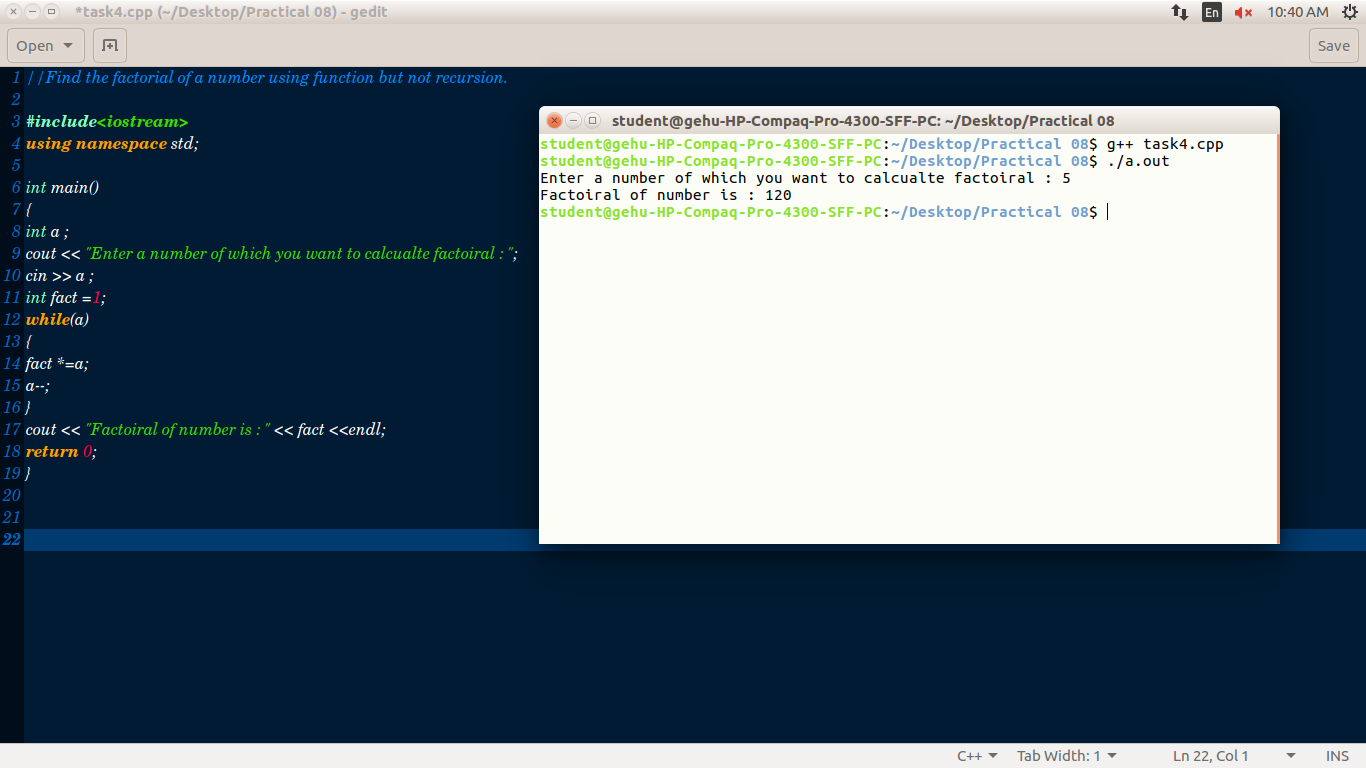 *task4.cpp (~/Desktop/Practical 08) - gedit
En 10:40 AM
Open Save
1 //Find the factorial of a number using function but not recursion.
2
3 #include<iostream>
4 using namespace std;
5
6 int main()
7 {
8 int a ;
9 cout << "Enter a number of which you want to calcualte factoiral : ";
10 cin >> a ;
11 int fact =1;
12 while(a)
13 {
14 fact *=a;
15 a--;
16 }
17 cout << "Factoiral of number is : " << fact <<endl;
18 return 0;
19 }
20
21
22
student@gehu-HP-Compaq-Pro-4300-SFF-PC: ~/Desktop/Practical 08
student@gehu-HP-Compaq-Pro-4300-SFF-PC:~/Desktop/Practical 08$ g++ task4.cpp
student@gehu-HP-Compaq-Pro-4300-SFF-PC:~/Desktop/Practical 08$ ./a.out
Enter a number of which you want to calcualte factoiral : 5
Factoiral of number is : 120
student@gehu-HP-Compaq-Pro-4300-SFF-PC:~/Desktop/Practical 08$
C++ Tab Width: 1 Ln 22, Col 1 INS